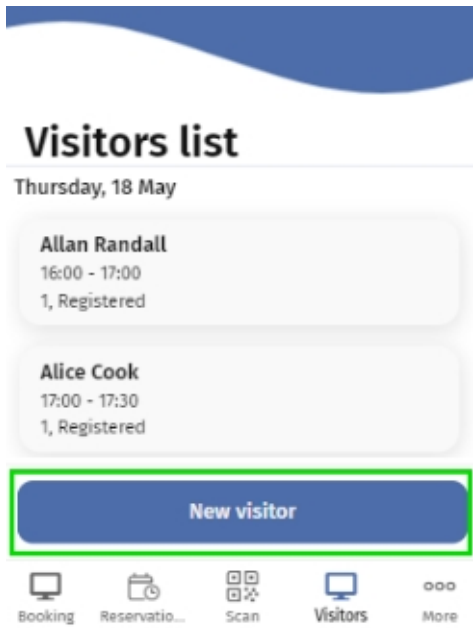 Visitors list
Thursday, 18 May
Allan Randall
16:00 - 17:00
1, Registered
Alice Cook
17:00 - 17:30
1, Registered
New visitor
Booking
Reservatio...
Scan
Visitors
More